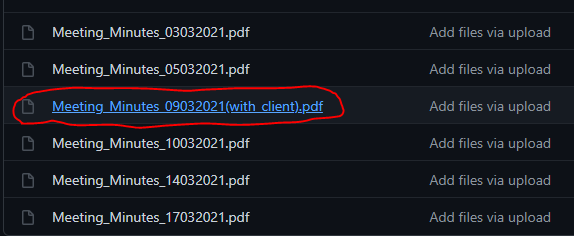 Meeting_Minutes_03032021.pdf Add files via upload
Meeting_Minutes_05032021.pdf Add files via upload
Meeting_Minutes_09032021(with_client).pdf Add files via upload
Meeting_Minutes_10032021.pdf Add files via upload
Meeting_Minutes_14032021.pdf Add files via upload
Meeting_Minutes_17032021.pdf Add files via upload